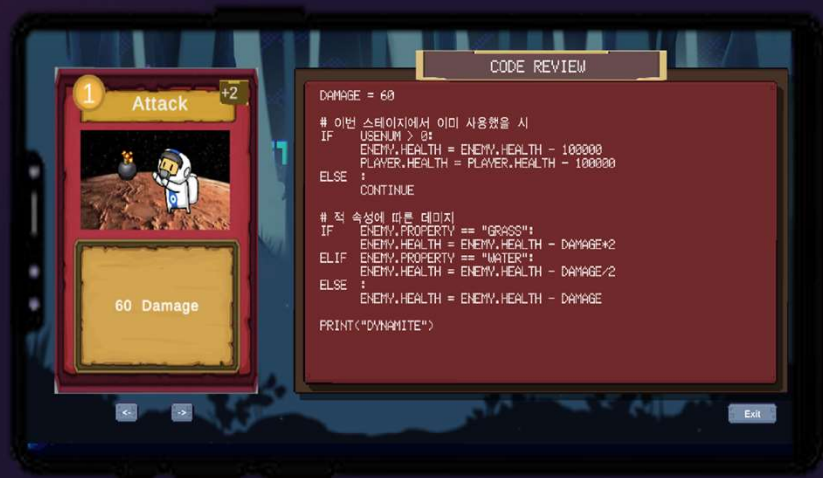 1
Attack
+2
60 Damage
<-
->
CODE REVIEW
DAMAGE = 60
# 이번 스테이지에서 이미 사용했을 시
IF USENUM > 0:
ENEMY.HEALTH = ENEMY.HEALTH - 100000
PLAYER.HEALTH = PLAYER.HEALTH - 100000
ELSE :
CONTINUE
# 적 속성에 따른 데미지
IF ENEMY.PROPERTY == "GRASS":
ENEMY.HEALTH = ENEMY.HEALTH - DAMAGE*2
ELIF ENEMY.PROPERTY == "WATER":
ENEMY.HEALTH = ENEMY.HEALTH - DAMAGE/2
ELSE :
ENEMY.HEALTH = ENEMY.HEALTH - DAMAGE
PRINT("DYNAMITE")
Exit